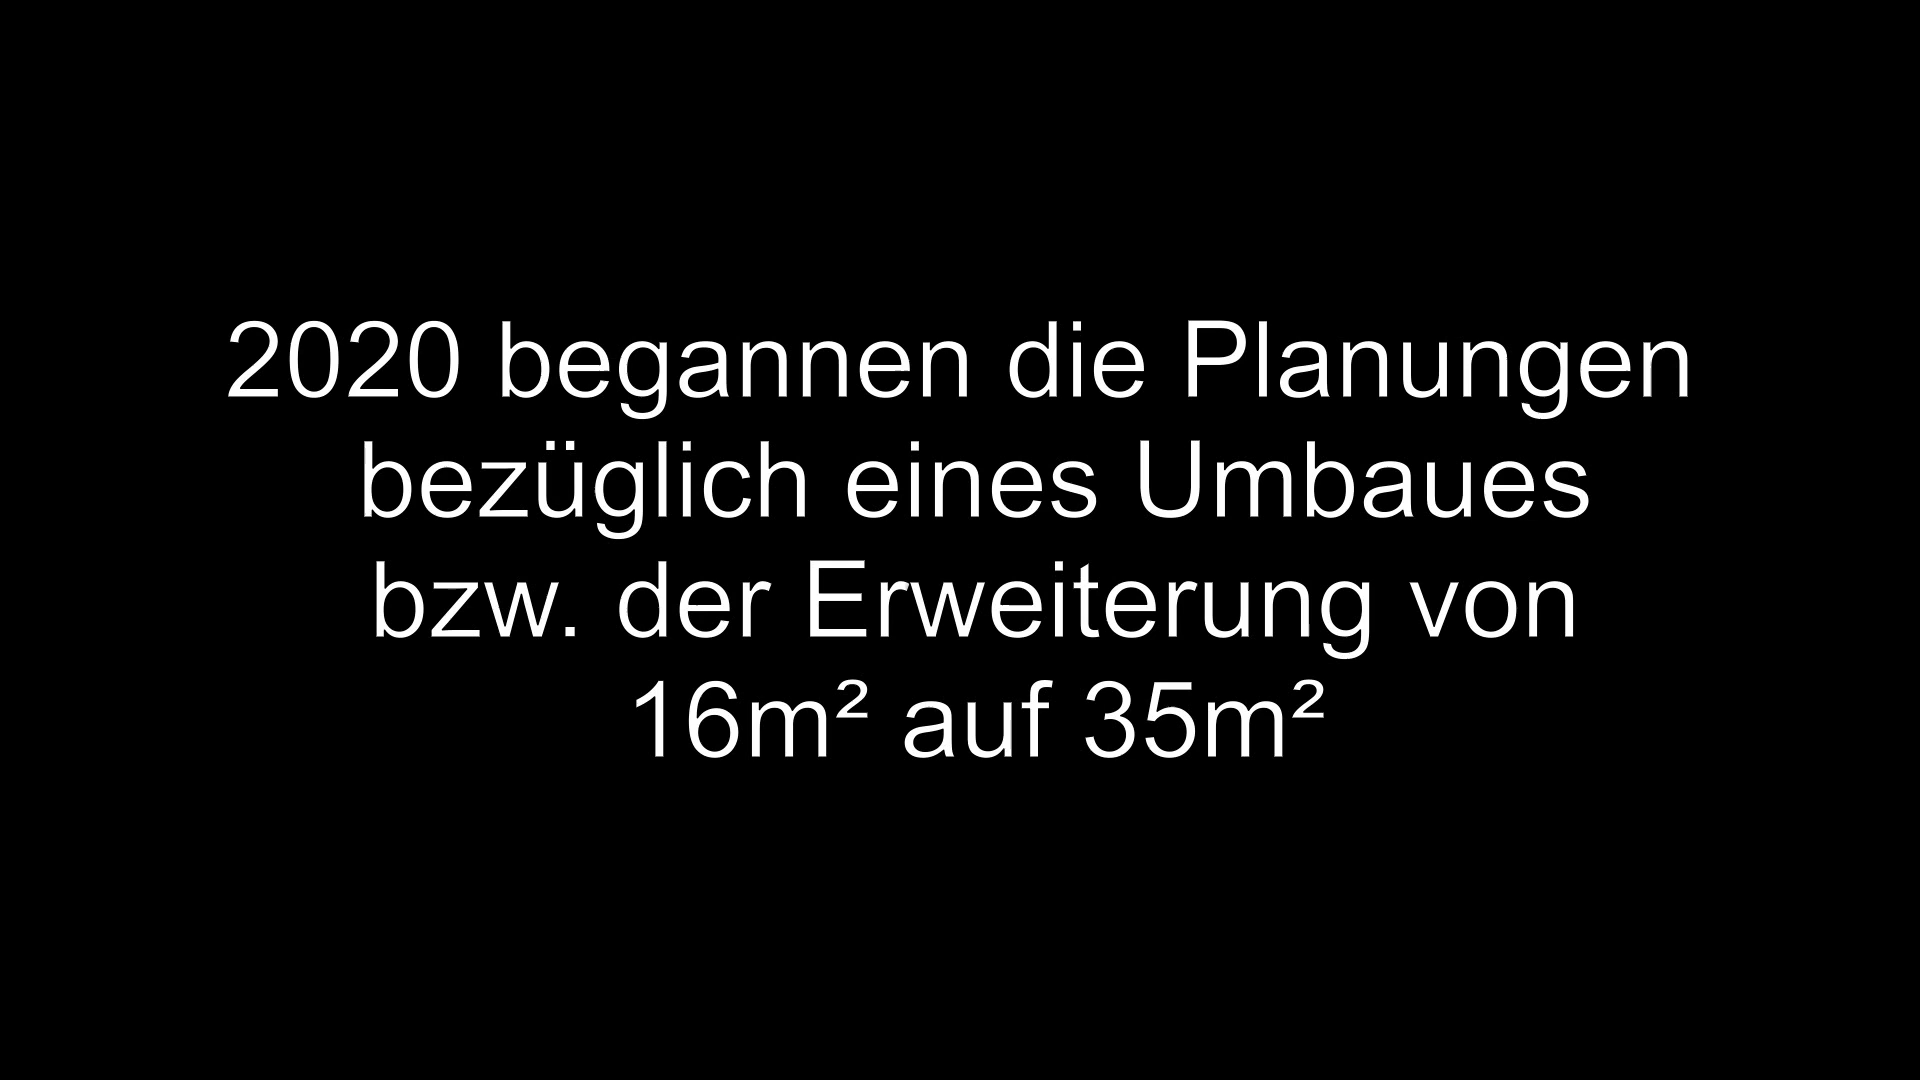 2020 begannen die Planungen
bezüglich eines Umbaues
bzw. der Erweiterung von
16m² auf 35m²